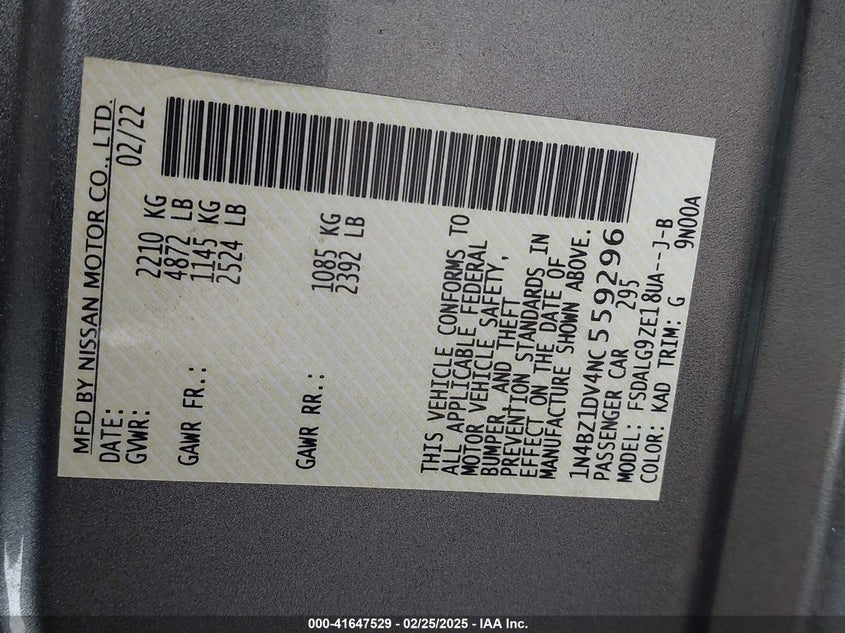 MFD BY NISSAN MOTOR CO., LTD.
DATE: 02/22
GVWR: 2210 KG
4872 LB
GAWR FR.: 1145 KG
2524 LB
GAWR RR.: 1085 KG
2392 LB
THIS VEHICLE CONFORMS TO
ALL APPLICABLE FEDERAL
MOTOR VEHICLE SAFETY,
BUMPER, AND THEFT
PREVENTION STANDARDS IN
EFFECT ON THE DATE OF
MANUFACTURE SHOWN ABOVE.
1N4BZ1DV4NC559296
PASSENGER CAR 295
MODEL: FSDALG9ZE18UA--J-B
COLOR: KAD TRIM: G 9N00A
000-41647529 - 02/25/2025 - IAA Inc.